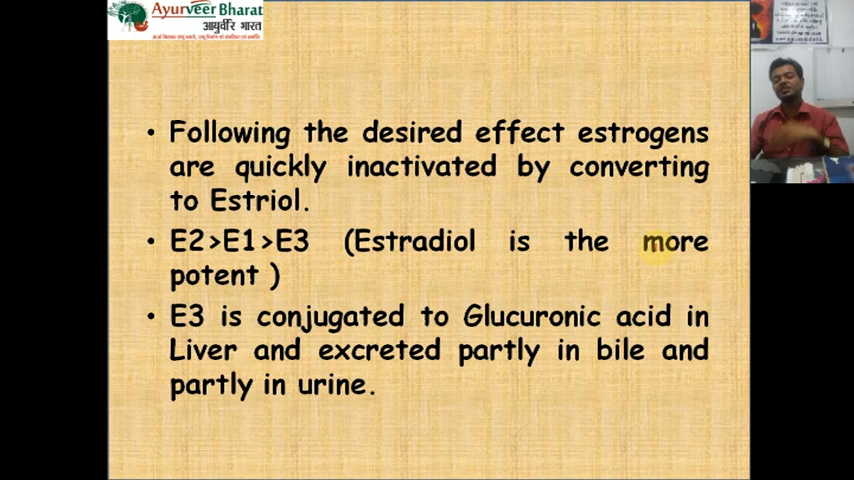 Ayurveer Bharat
आयुर्वीर भारत
• Following the desired effect estrogens
are quickly inactivated by converting
to Estriol.
• E2>E1>E3 (Estradiol is the more
potent )
• E3 is conjugated to Glucuronic acid in
Liver and excreted partly in bile and
partly in urine.